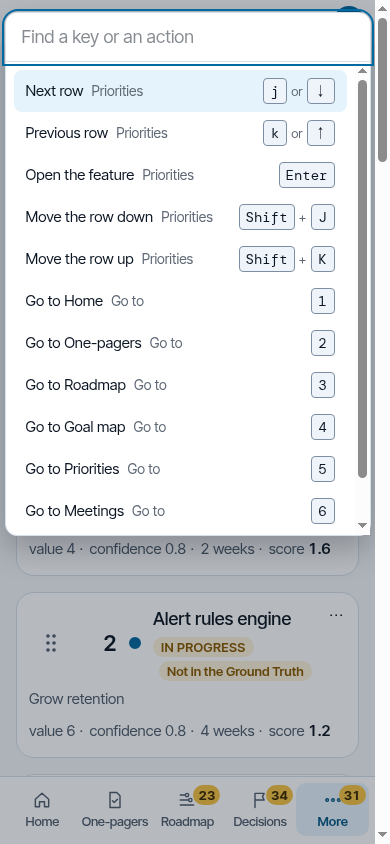 Find a key or an action
Next row Priorities j or ↓
Previous row Priorities k or ↑
Open the feature Priorities Enter
Move the row down Priorities Shift + J
Move the row up Priorities Shift + K
Go to Home Go to 1
Go to One-pagers Go to 2
Go to Roadmap Go to 3
Go to Goal map Go to 4
Go to Priorities Go to 5
Go to Meetings Go to 6
value 4 · confidence 0.8 · 2 weeks · score 1.6
Alert rules engine ...
2 IN PROGRESS
Not in the Ground Truth
Grow retention
value 6 · confidence 0.8 · 4 weeks · score 1.2
23 34 31
Home One-pagers Roadmap Decisions More